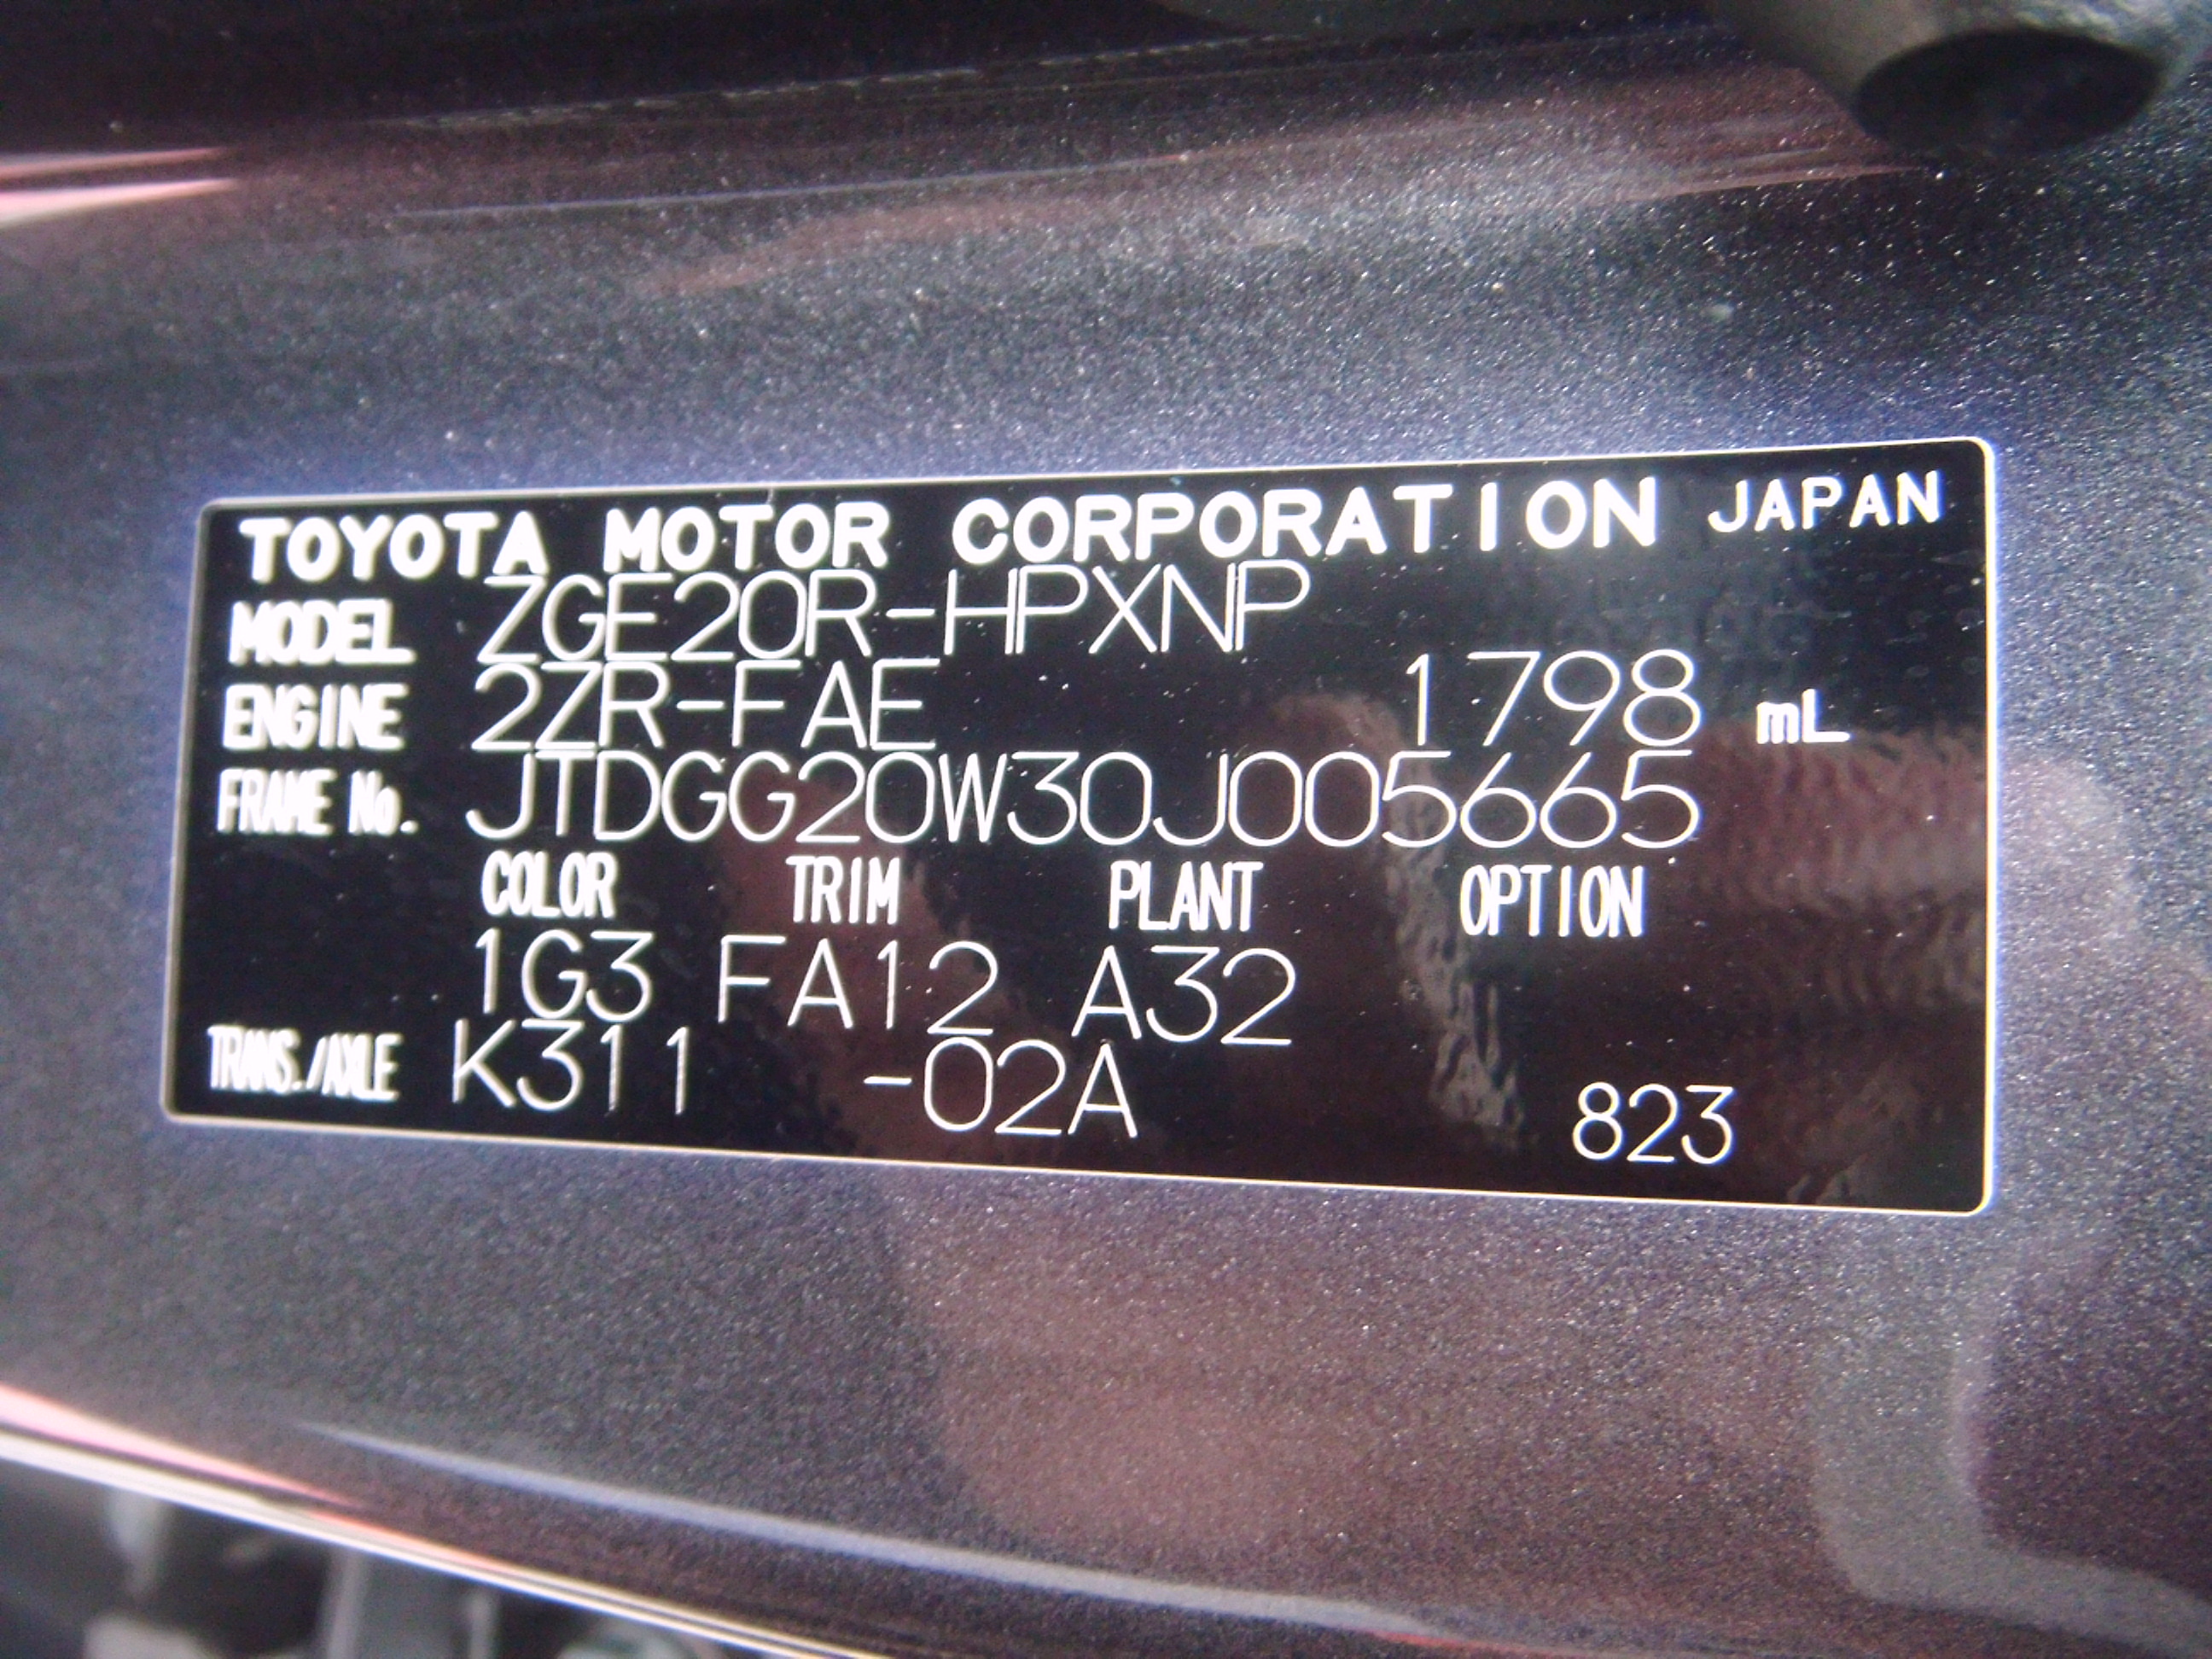 TOYOTA MOTOR CORPORATION JAPAN
MODEL ZGE20R-HPXNP
ENGINE 2ZR-FAE 1798 mL
FRAME No. JTDGG20W30J005665
COLOR TRIM PLANT OPTION
1G3 FA12 A32
TRANS./AXLE K311 -02A 823